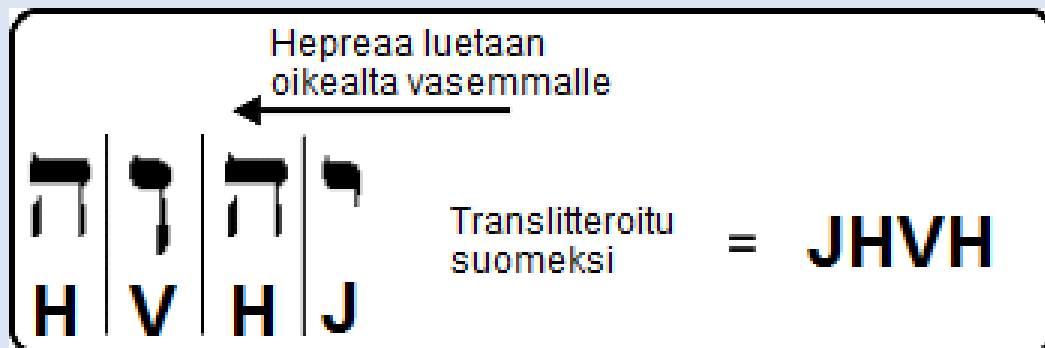 Hepreaa luetaan
oikealta vasemmalle
יהוה
Translitteroitu
suomeksi
= JHVH
H V H J